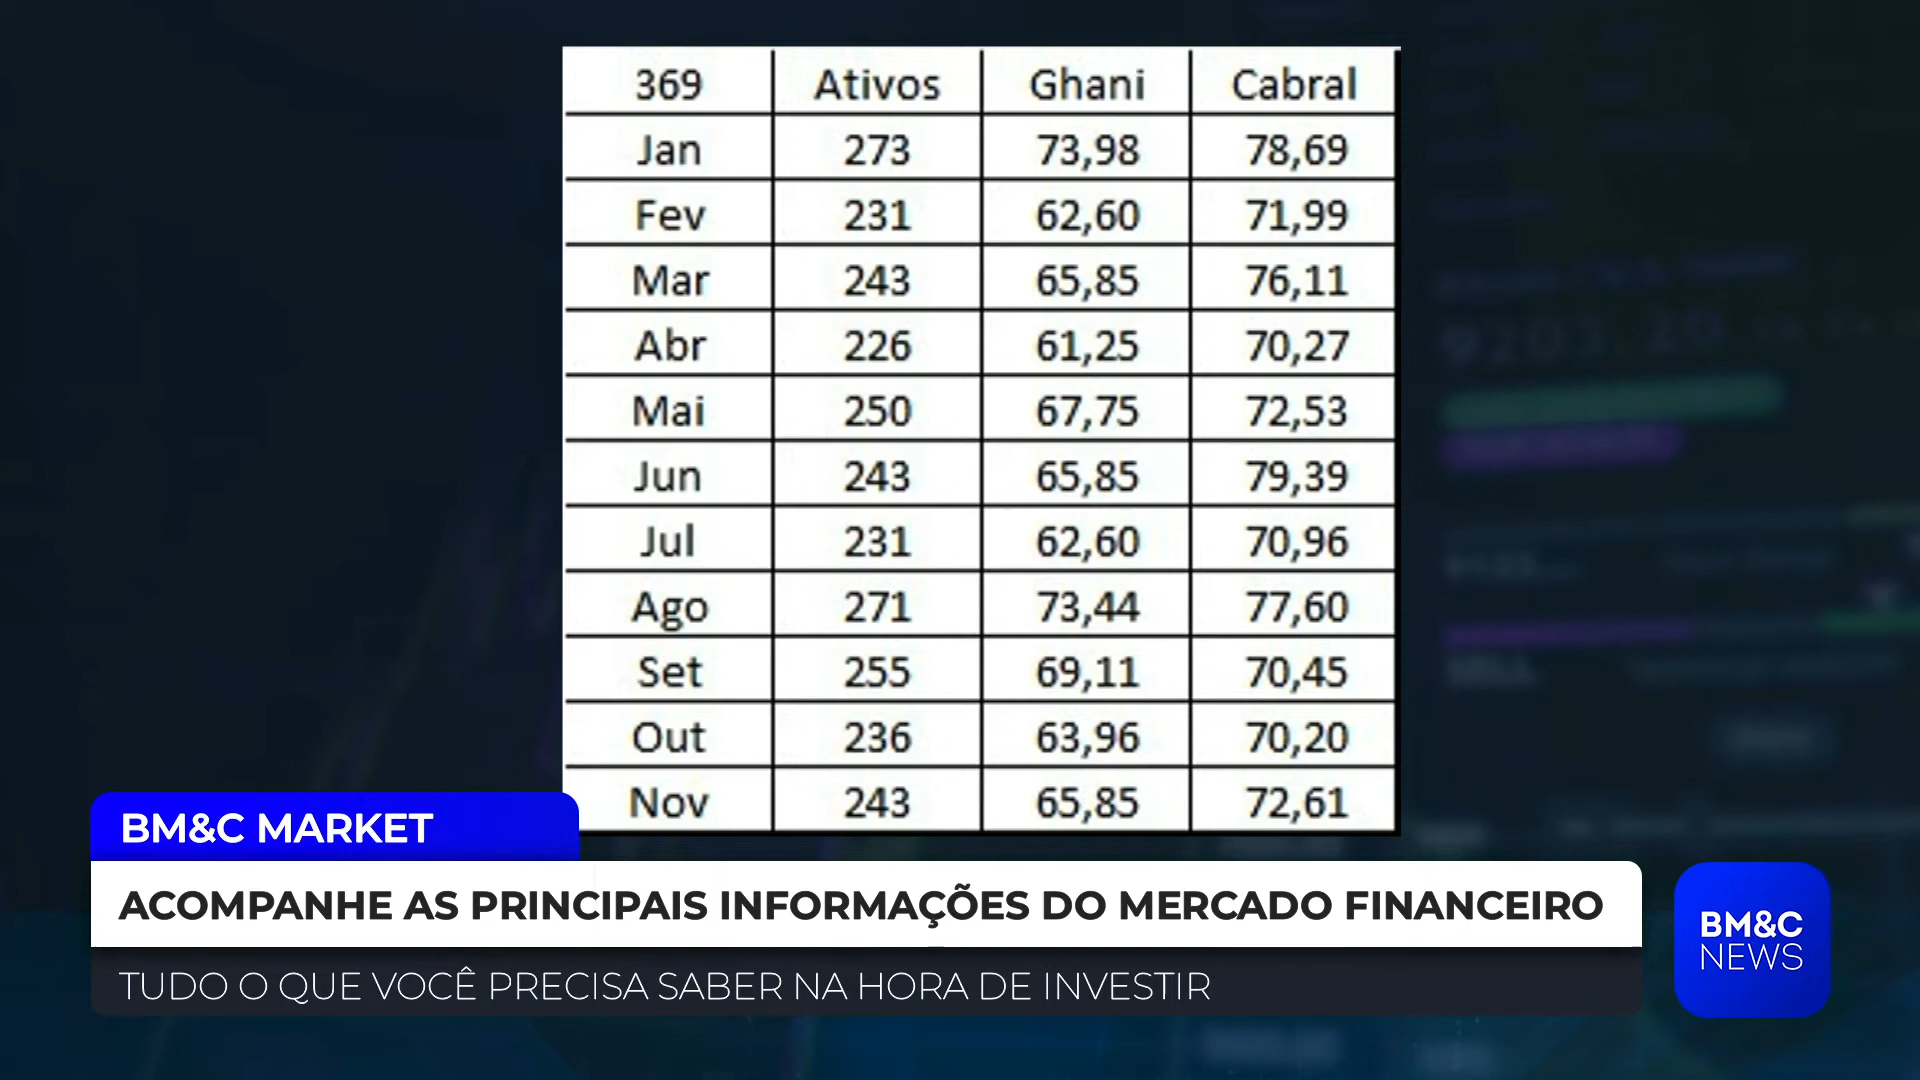 369 Ativos Ghani Cabral
Jan 273 73,98 78,69
Fev 231 62,60 71,99
Mar 243 65,85 76,11
Abr 226 61,25 70,27
Mai 250 67,75 72,53
Jun 243 65,85 79,39
Jul 231 62,60 70,96
Ago 271 73,44 77,60
Set 255 69,11 70,45
Out 236 63,96 70,20
Nov 243 65,85 72,61
BM&C MARKET
ACOMPANHE AS PRINCIPAIS INFORMAÇÕES DO MERCADO FINANCEIRO
TUDO O QUE VOCÊ PRECISA SABER NA HORA DE INVESTIR
BM&C
NEWS
9203.20